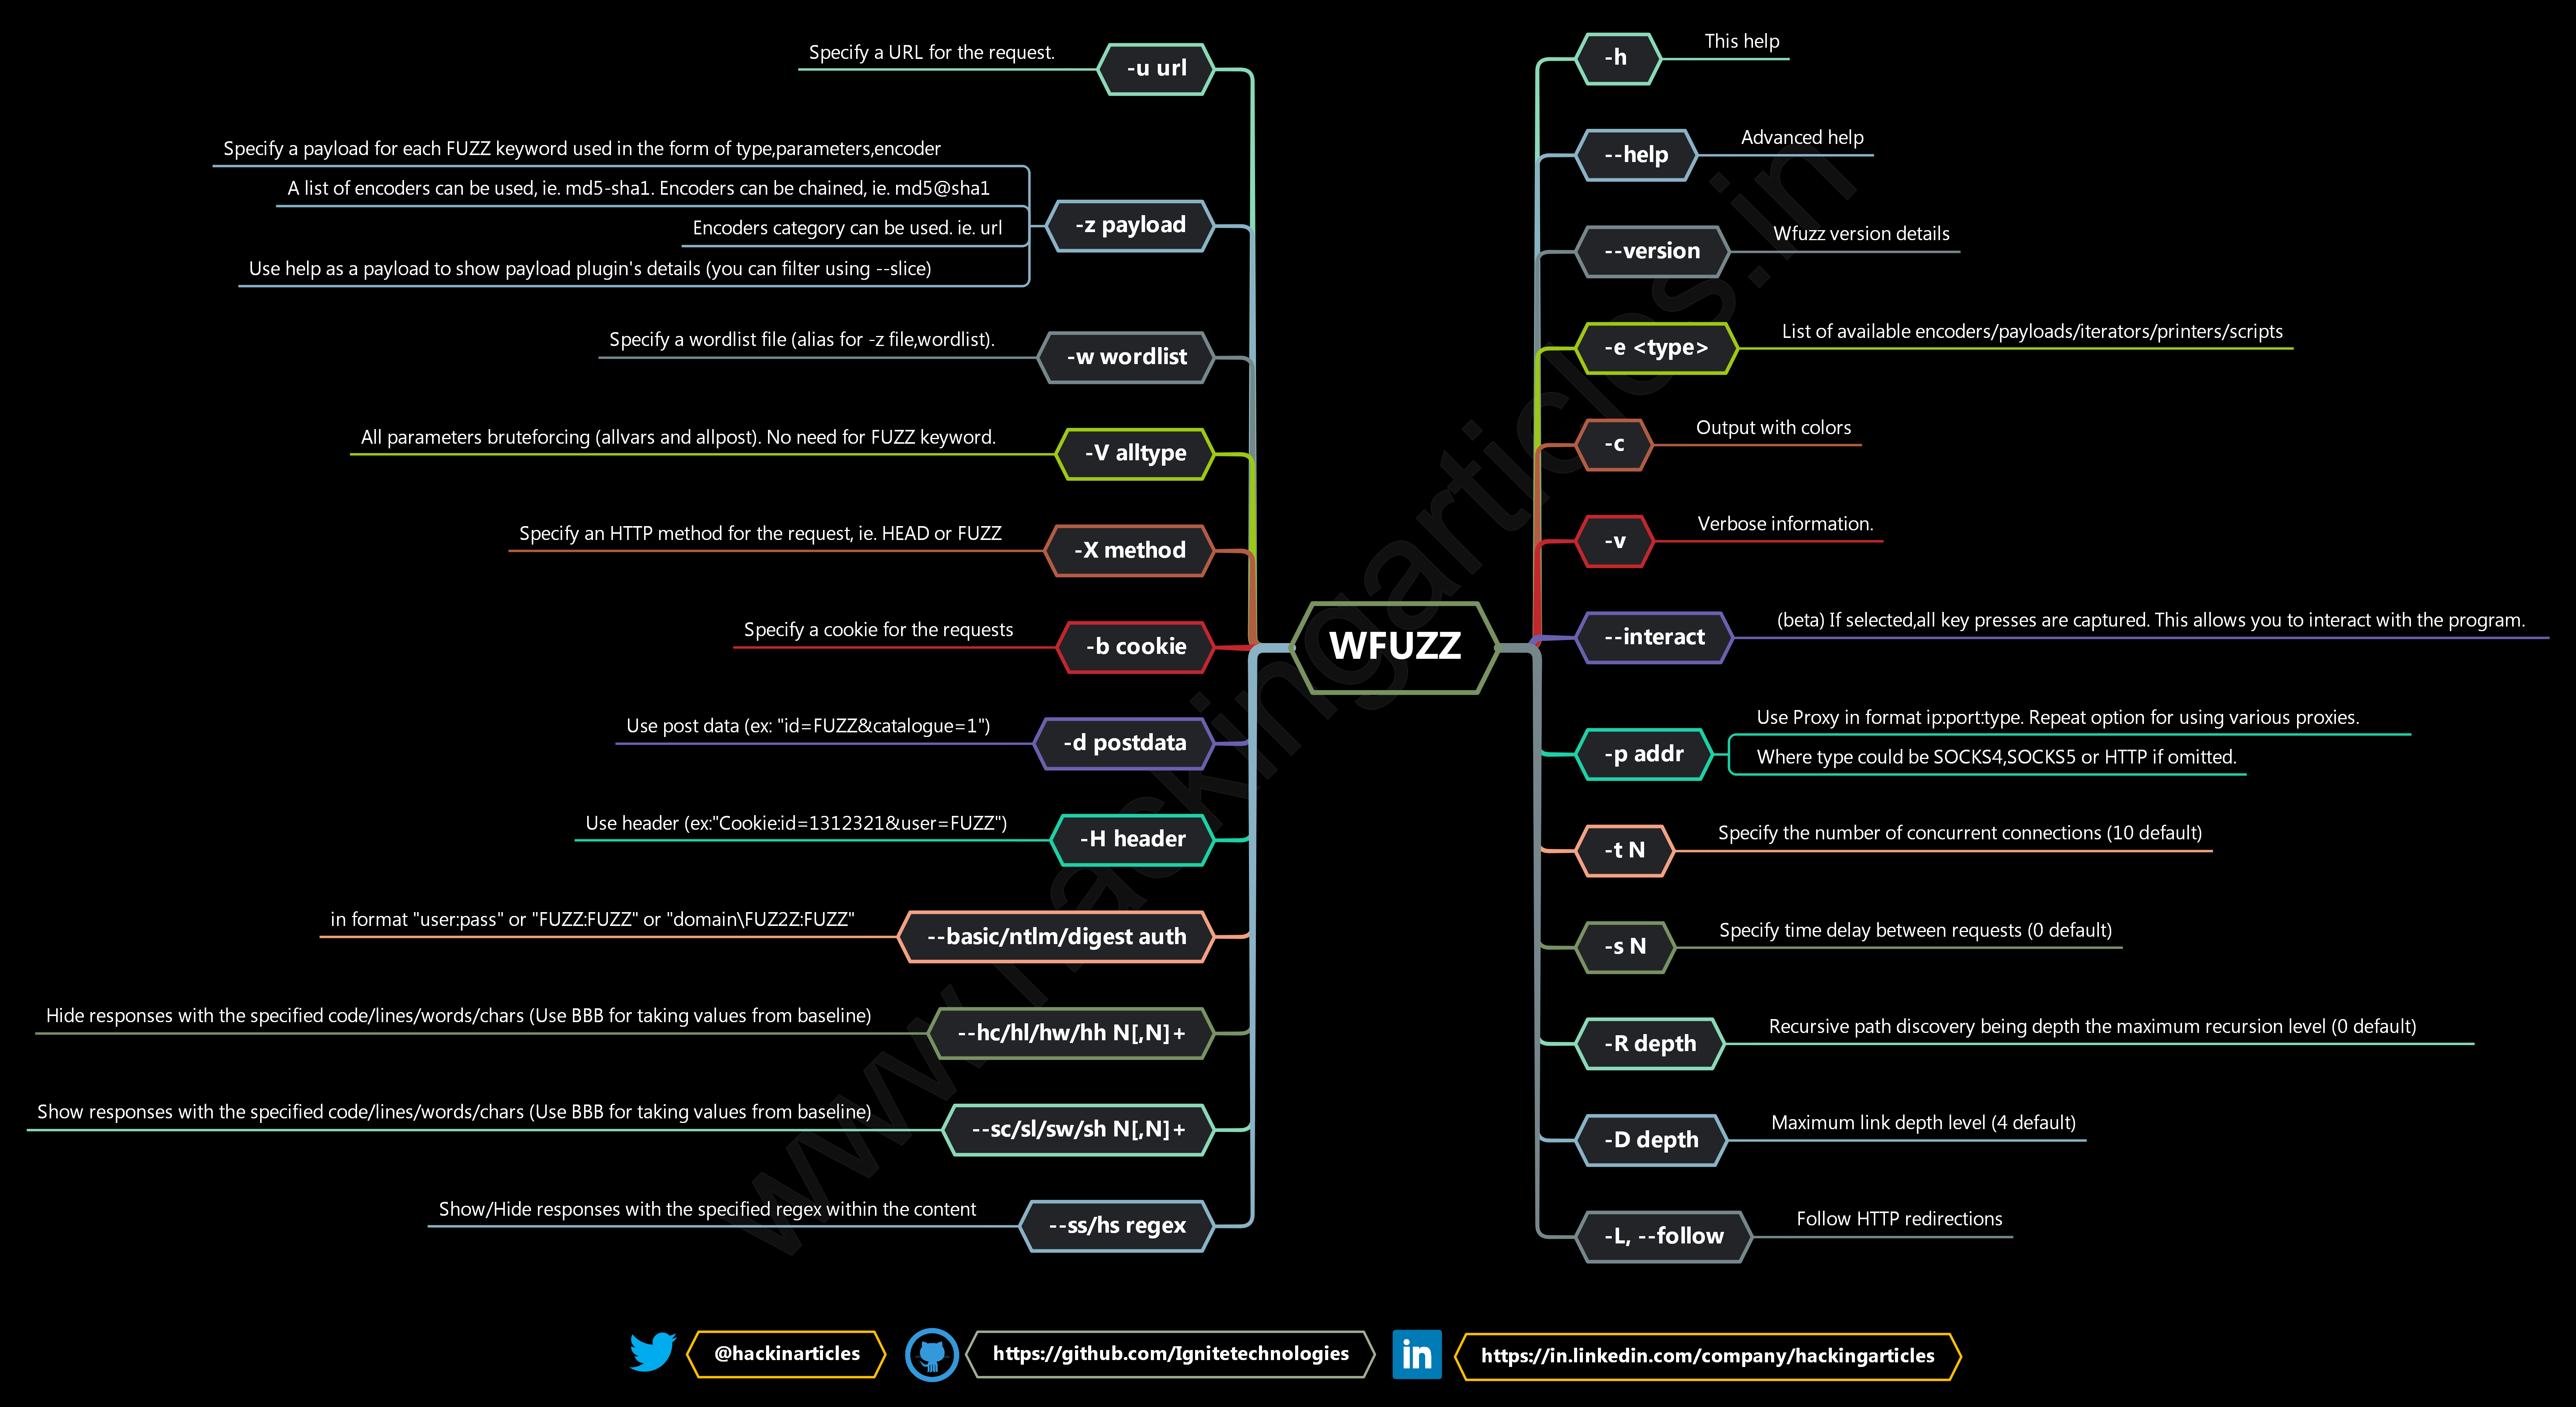 WFUZZ
-u url
Specify a URL for the request.
-z payload
Specify a payload for each FUZZ keyword used in the form of type,parameters,encoder
A list of encoders can be used, ie. md5-sha1. Encoders can be chained, ie. md5@sha1
Encoders category can be used. ie. url
Use help as a payload to show payload plugin's details (you can filter using --slice)
-w wordlist
Specify a wordlist file (alias for -z file,wordlist).
-V alltype
All parameters bruteforcing (allvars and allpost). No need for FUZZ keyword.
-X method
Specify an HTTP method for the request, ie. HEAD or FUZZ
-b cookie
Specify a cookie for the requests
-d postdata
Use post data (ex: "id=FUZZ&catalogue=1")
-H header
Use header (ex:"Cookie:id=1312321&user=FUZZ")
--basic/ntlm/digest auth
in format "user:pass" or "FUZZ:FUZZ" or "domain\FUZ2Z:FUZZ"
--hc/hl/hw/hh N[,N]+
Hide responses with the specified code/lines/words/chars (Use BBB for taking values from baseline)
--sc/sl/sw/sh N[,N]+
Show responses with the specified code/lines/words/chars (Use BBB for taking values from baseline)
--ss/hs regex
Show/Hide responses with the specified regex within the content
-h
This help
--help
Advanced help
--version
Wfuzz version details
-e <type>
List of available encoders/payloads/iterators/printers/scripts
-c
Output with colors
-v
Verbose information.
--interact
(beta) If selected,all key presses are captured. This allows you to interact with the program.
-p addr
Use Proxy in format ip:port:type. Repeat option for using various proxies.
Where type could be SOCKS4,SOCKS5 or HTTP if omitted.
-t N
Specify the number of concurrent connections (10 default)
-s N
Specify time delay between requests (0 default)
-R depth
Recursive path discovery being depth the maximum recursion level (0 default)
-D depth
Maximum link depth level (4 default)
-L, --follow
Follow HTTP redirections
www.hackingarticles.in
@hackinarticles
https://github.com/Ignitetechnologies
in
https://in.linkedin.com/company/hackingarticles